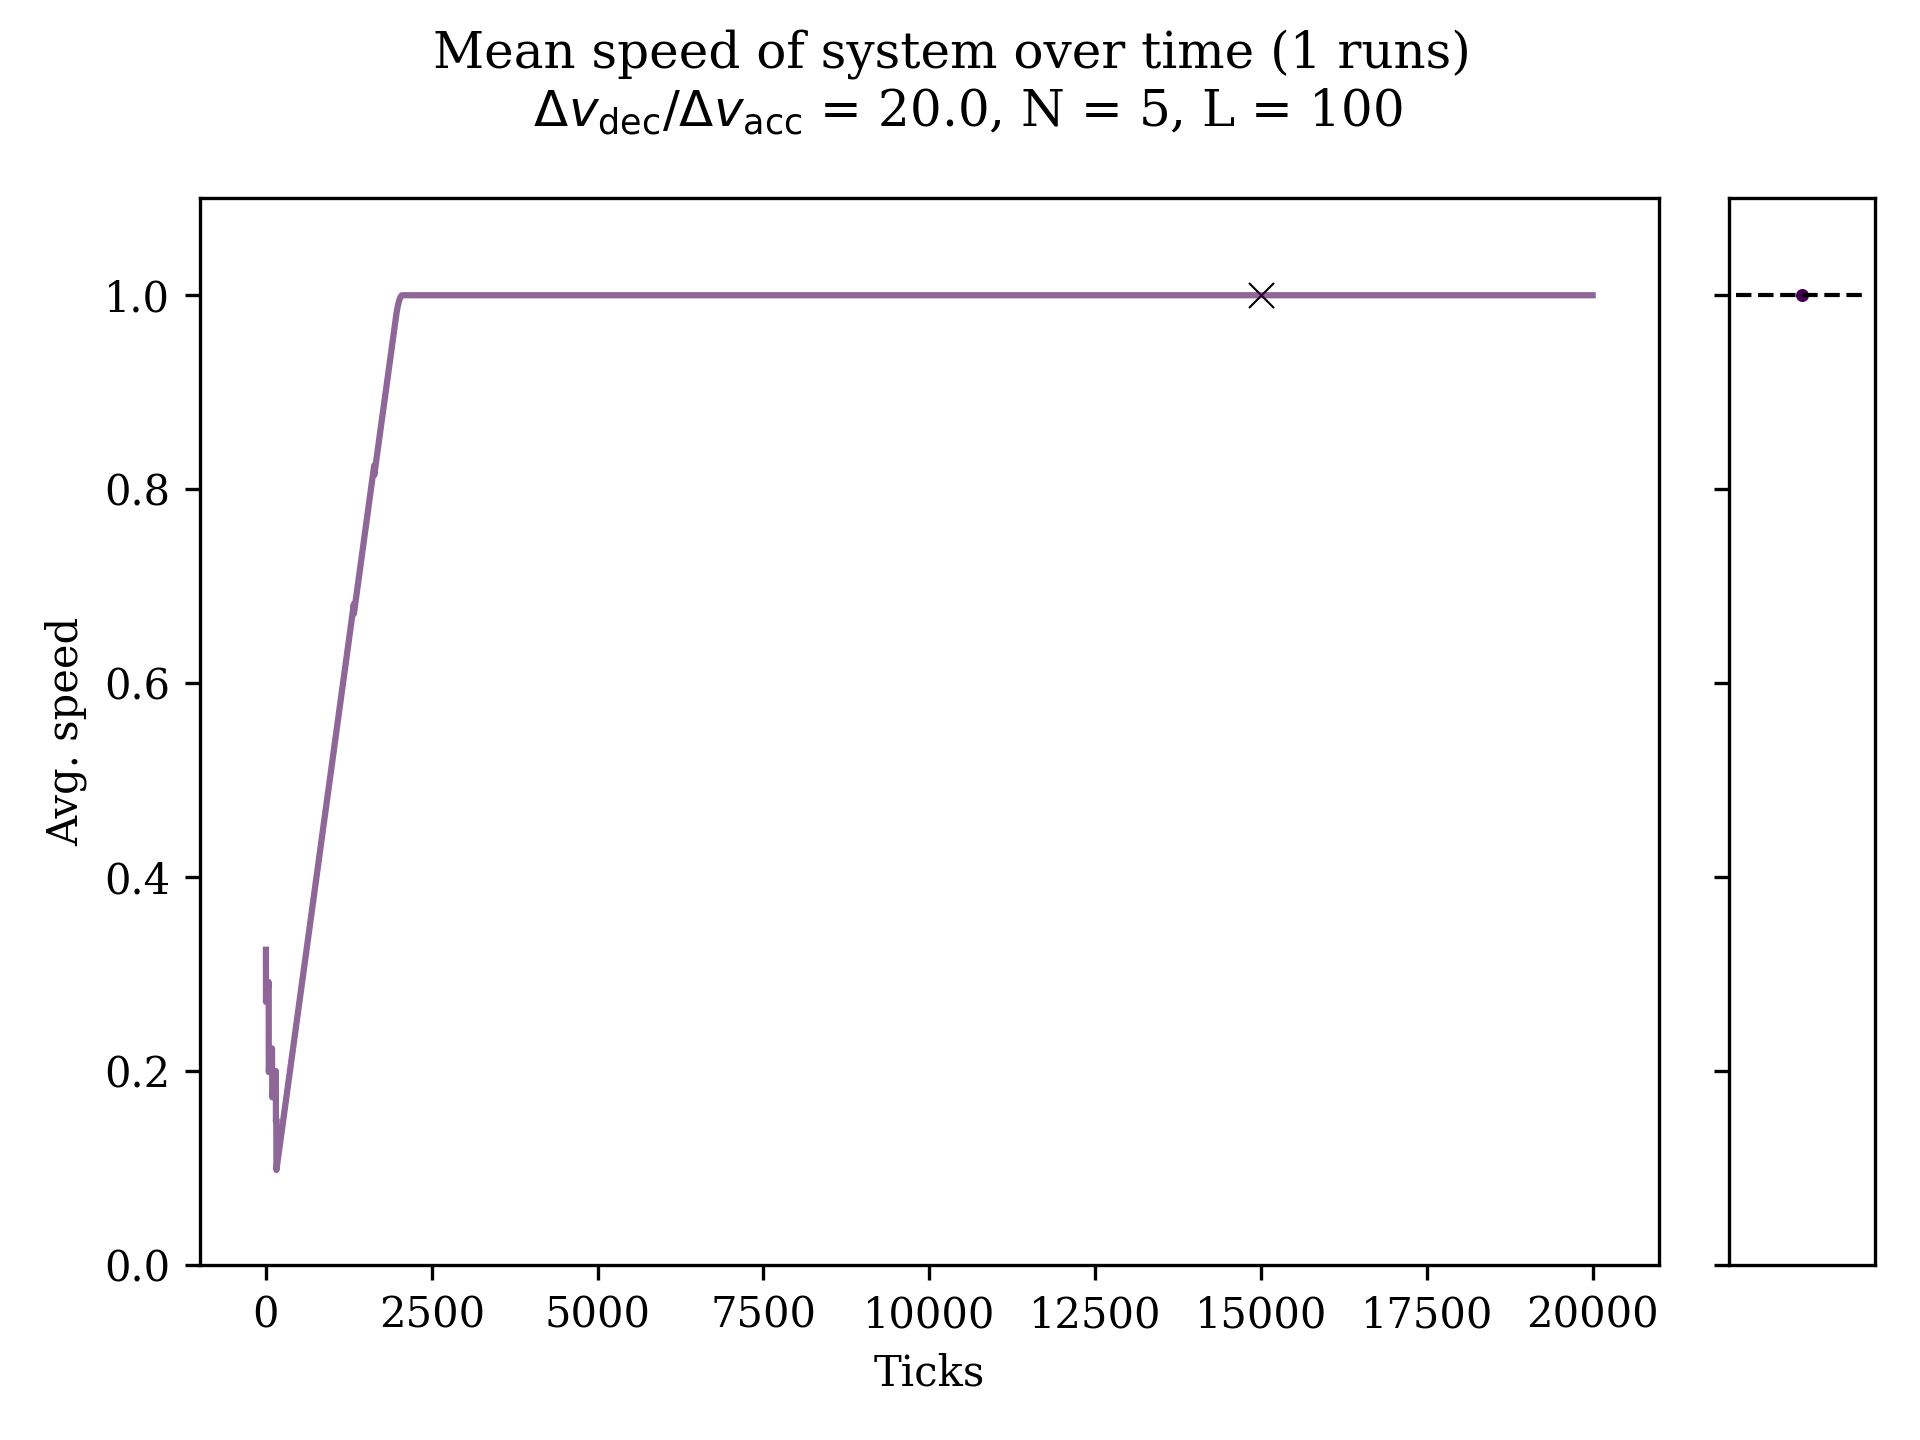 Mean speed of system over time (1 runs)
Δv_dec/Δv_acc = 20.0, N = 5, L = 100
Avg. speed
1.0
0.8
0.6
0.4
0.2
0.0
0 2500 5000 7500 10000 12500 15000 17500 20000
Ticks